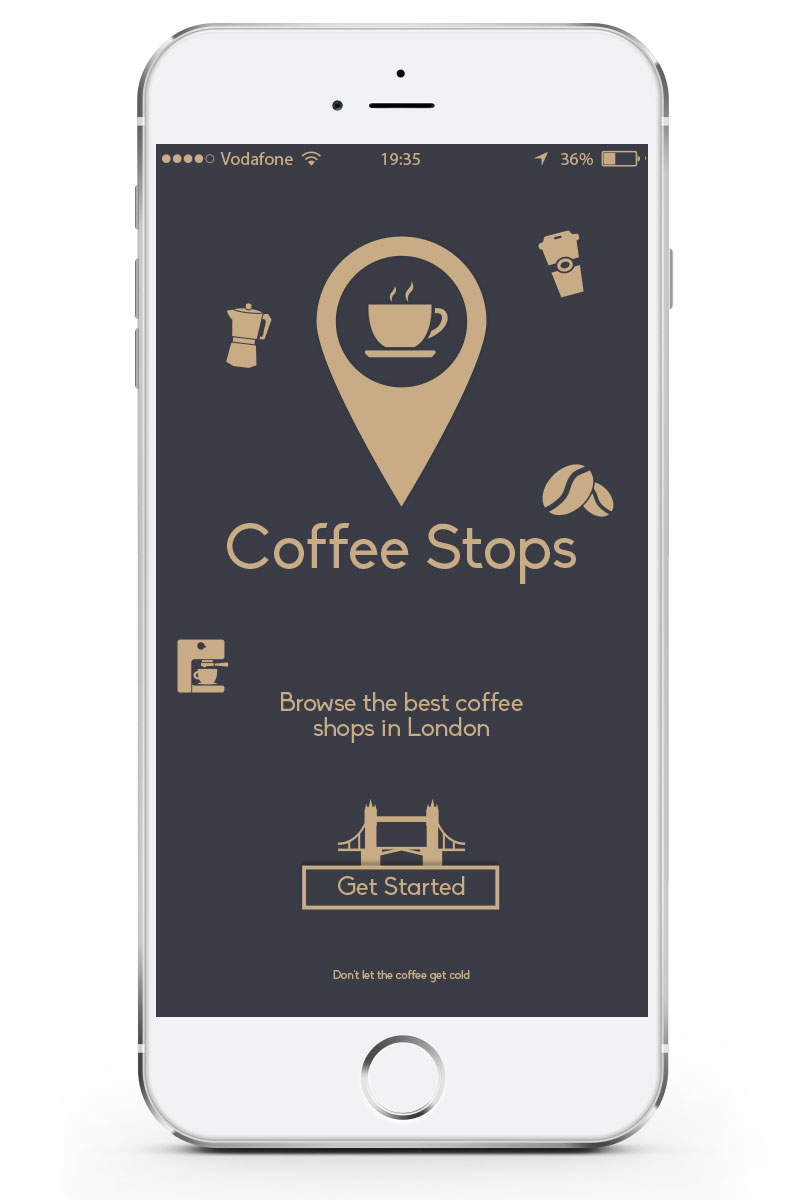 Vodafone 19:35 36%
Coffee Stops
Browse the best coffee
shops in London
Get Started
Don't let the coffee get cold